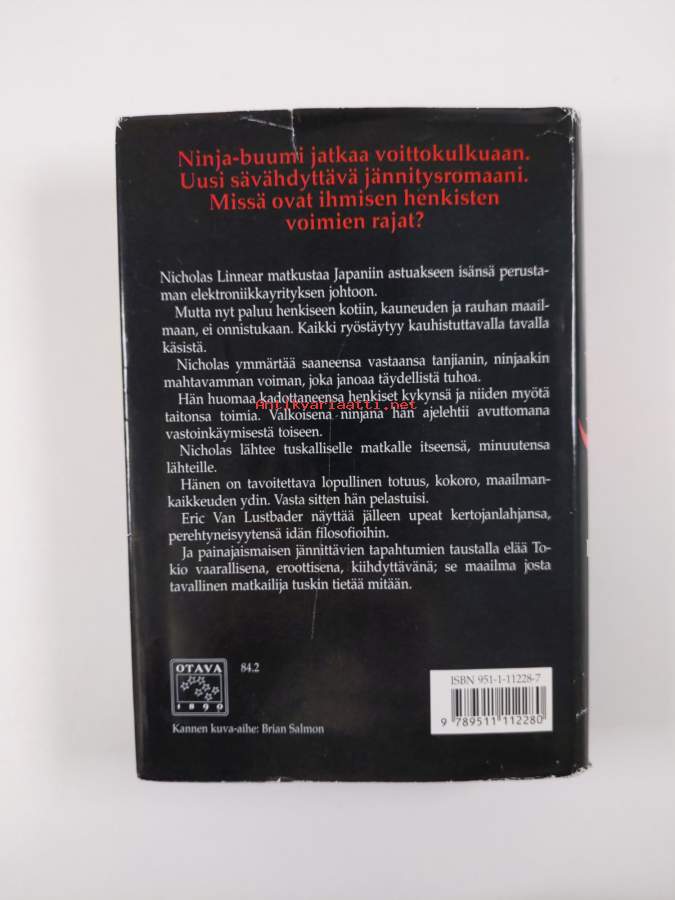 Ninja-buumi jatkaa voittokulkuaan.
Uusi sävähdyttävä jännitysromaani.
Missä ovat ihmisen henkisten
voimien rajat?
Nicholas Linnear matkustaa Japaniin astuakseen isänsä perusta-
man elektroniikkayrityksen johtoon.
Mutta nyt paluu henkiseen kotiin, kauneuden ja rauhan maail-
maan, ei onnistukaan. Kaikki ryöstäytyy kauhistuttavalla tavalla
käsistä.
Nicholas ymmärtää saaneensa vastaansa tanjianin, ninjaakin
mahtavamman voiman, joka janoaa täydellistä tuhoa.
Hän huomaa kadottaneensa henkiset kykynsä ja niiden myötä
Antikvariaatti.net
taitonsa toimia. Valkoisena ninjana hän ajelehtii avuttomana
vastoinkäymisestä toiseen.
Nicholas lähtee tuskalliselle matkalle itseensä, minuutensa
lähteille.
Hänen on tavoitettava lopullinen totuus, kokoro, maailman-
kaikkeuden ydin. Vasta sitten hän pelastuisi.
Eric Van Lustbader näyttää jälleen upeat kertojanlahjansa,
perehtyneisyytensä idän filosofioihin.
Ja painajaismaisen jännittävien tapahtumien taustalla elää To-
kio vaarallisena, eroottisena, kiihdyttävänä; se maailma josta
tavallinen matkailija tuskin tietää mitään.
OTAVA
1890
84.2
Kannen kuva-aihe: Brian Salmon
ISBN 951-1-11228-7
9 789511 112280